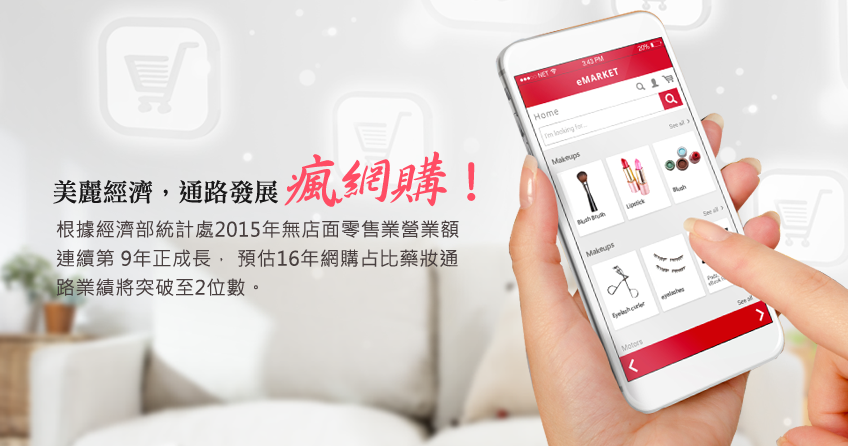 美麗經濟，通路發展 瘋網購！
根據經濟部統計處2015年無店面零售業營業額
連續第 9年正成長， 預估16年網購占比藥妝通
路業績將突破至2位數。
NET 3:43 PM 20%
eMARKET
Home
I'm looking for...
Makeups See all >
Blush Brush Lipstick Blush
Makeups See all >
Eyelash curler eyelashes
Motors See all